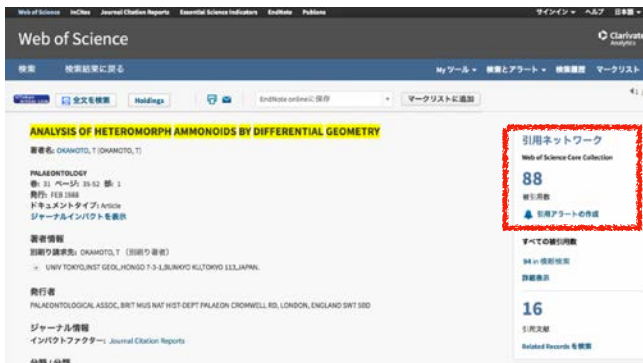 Web of Science InCites Journal Citation Reports Essential Science Indicators EndNote Publons サインイン ヘルプ 日本語
Web of Science
Clarivate
Analytics
検索 検索結果に戻る My ツール 検索とアラート 検索履歴 マークリスト
全文を検索 Holdings EndNote onlineに保存 マークリストに追加
ANALYSIS OF HETEROMORPH AMMONOIDS BY DIFFERENTIAL GEOMETRY
著者名: OKAMOTO, T (OKAMOTO, T)
PALAEONTOLOGY
巻: 31 ページ: 35-52 部: 1
発行: FEB 1988
ドキュメントタイプ: Article
ジャーナルインパクトを表示
著者情報
別刷り請求先: OKAMOTO, T (別刷り著者)
UNIV TOKYO,INST GEOL,HONGO 7-3-1,BUNKYO KU,TOKYO 113,JAPAN.
発行者
PALAEONTOLOGICAL ASSOC, BRIT MUS NAT HIST-DEPT PALAEON CROMWELL RD, LONDON, ENGLAND SW7 5BD
ジャーナル情報
インパクトファクター: Journal Citation Reports
分野 / 分類
引用ネットワーク
Web of Science Core Collection
88
被引用数
引用アラートの作成
すべての被引用数
94 in 横断検索
詳細表示
16
引用文献
Related Records を検索